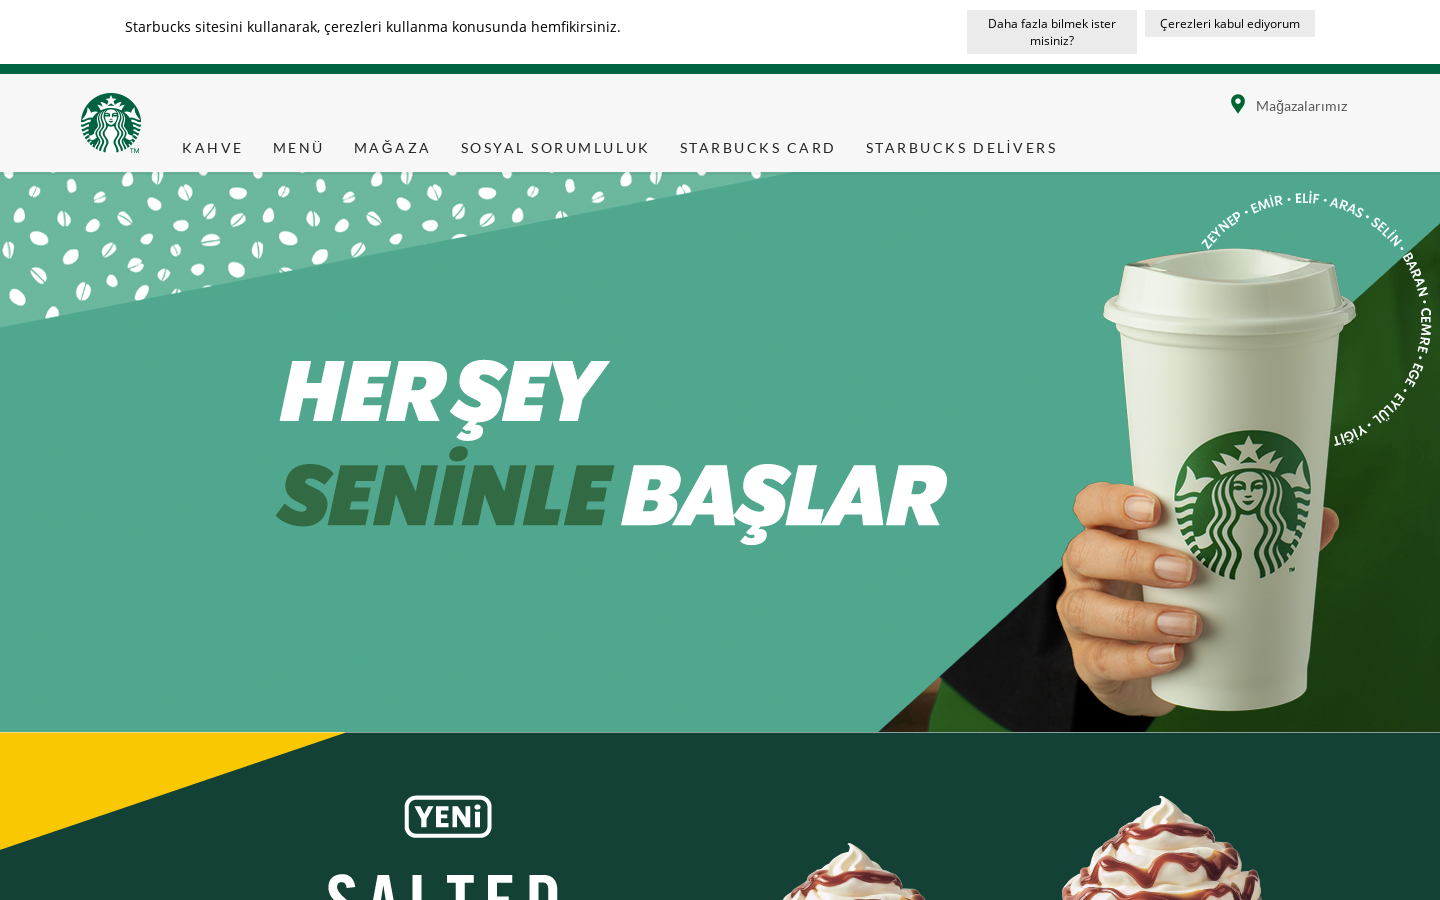 Starbucks sitesini kullanarak, çerezleri kullanma konusunda hemfikirsiniz.
Daha fazla bilmek ister
misiniz?
Çerezleri kabul ediyorum
Mağazalarımız
KAHVE MENÜ MAĞAZA SOSYAL SORUMLULUK STARBUCKS CARD STARBUCKS DELİVERS
ZEYNEP • EMİR • ELİF • ARAS • SELİN • BARAN • CEMRE • EGE • EYLÜL • YİĞİT
HER ŞEY
SENİNLE BAŞLAR
YENİ
SALTED